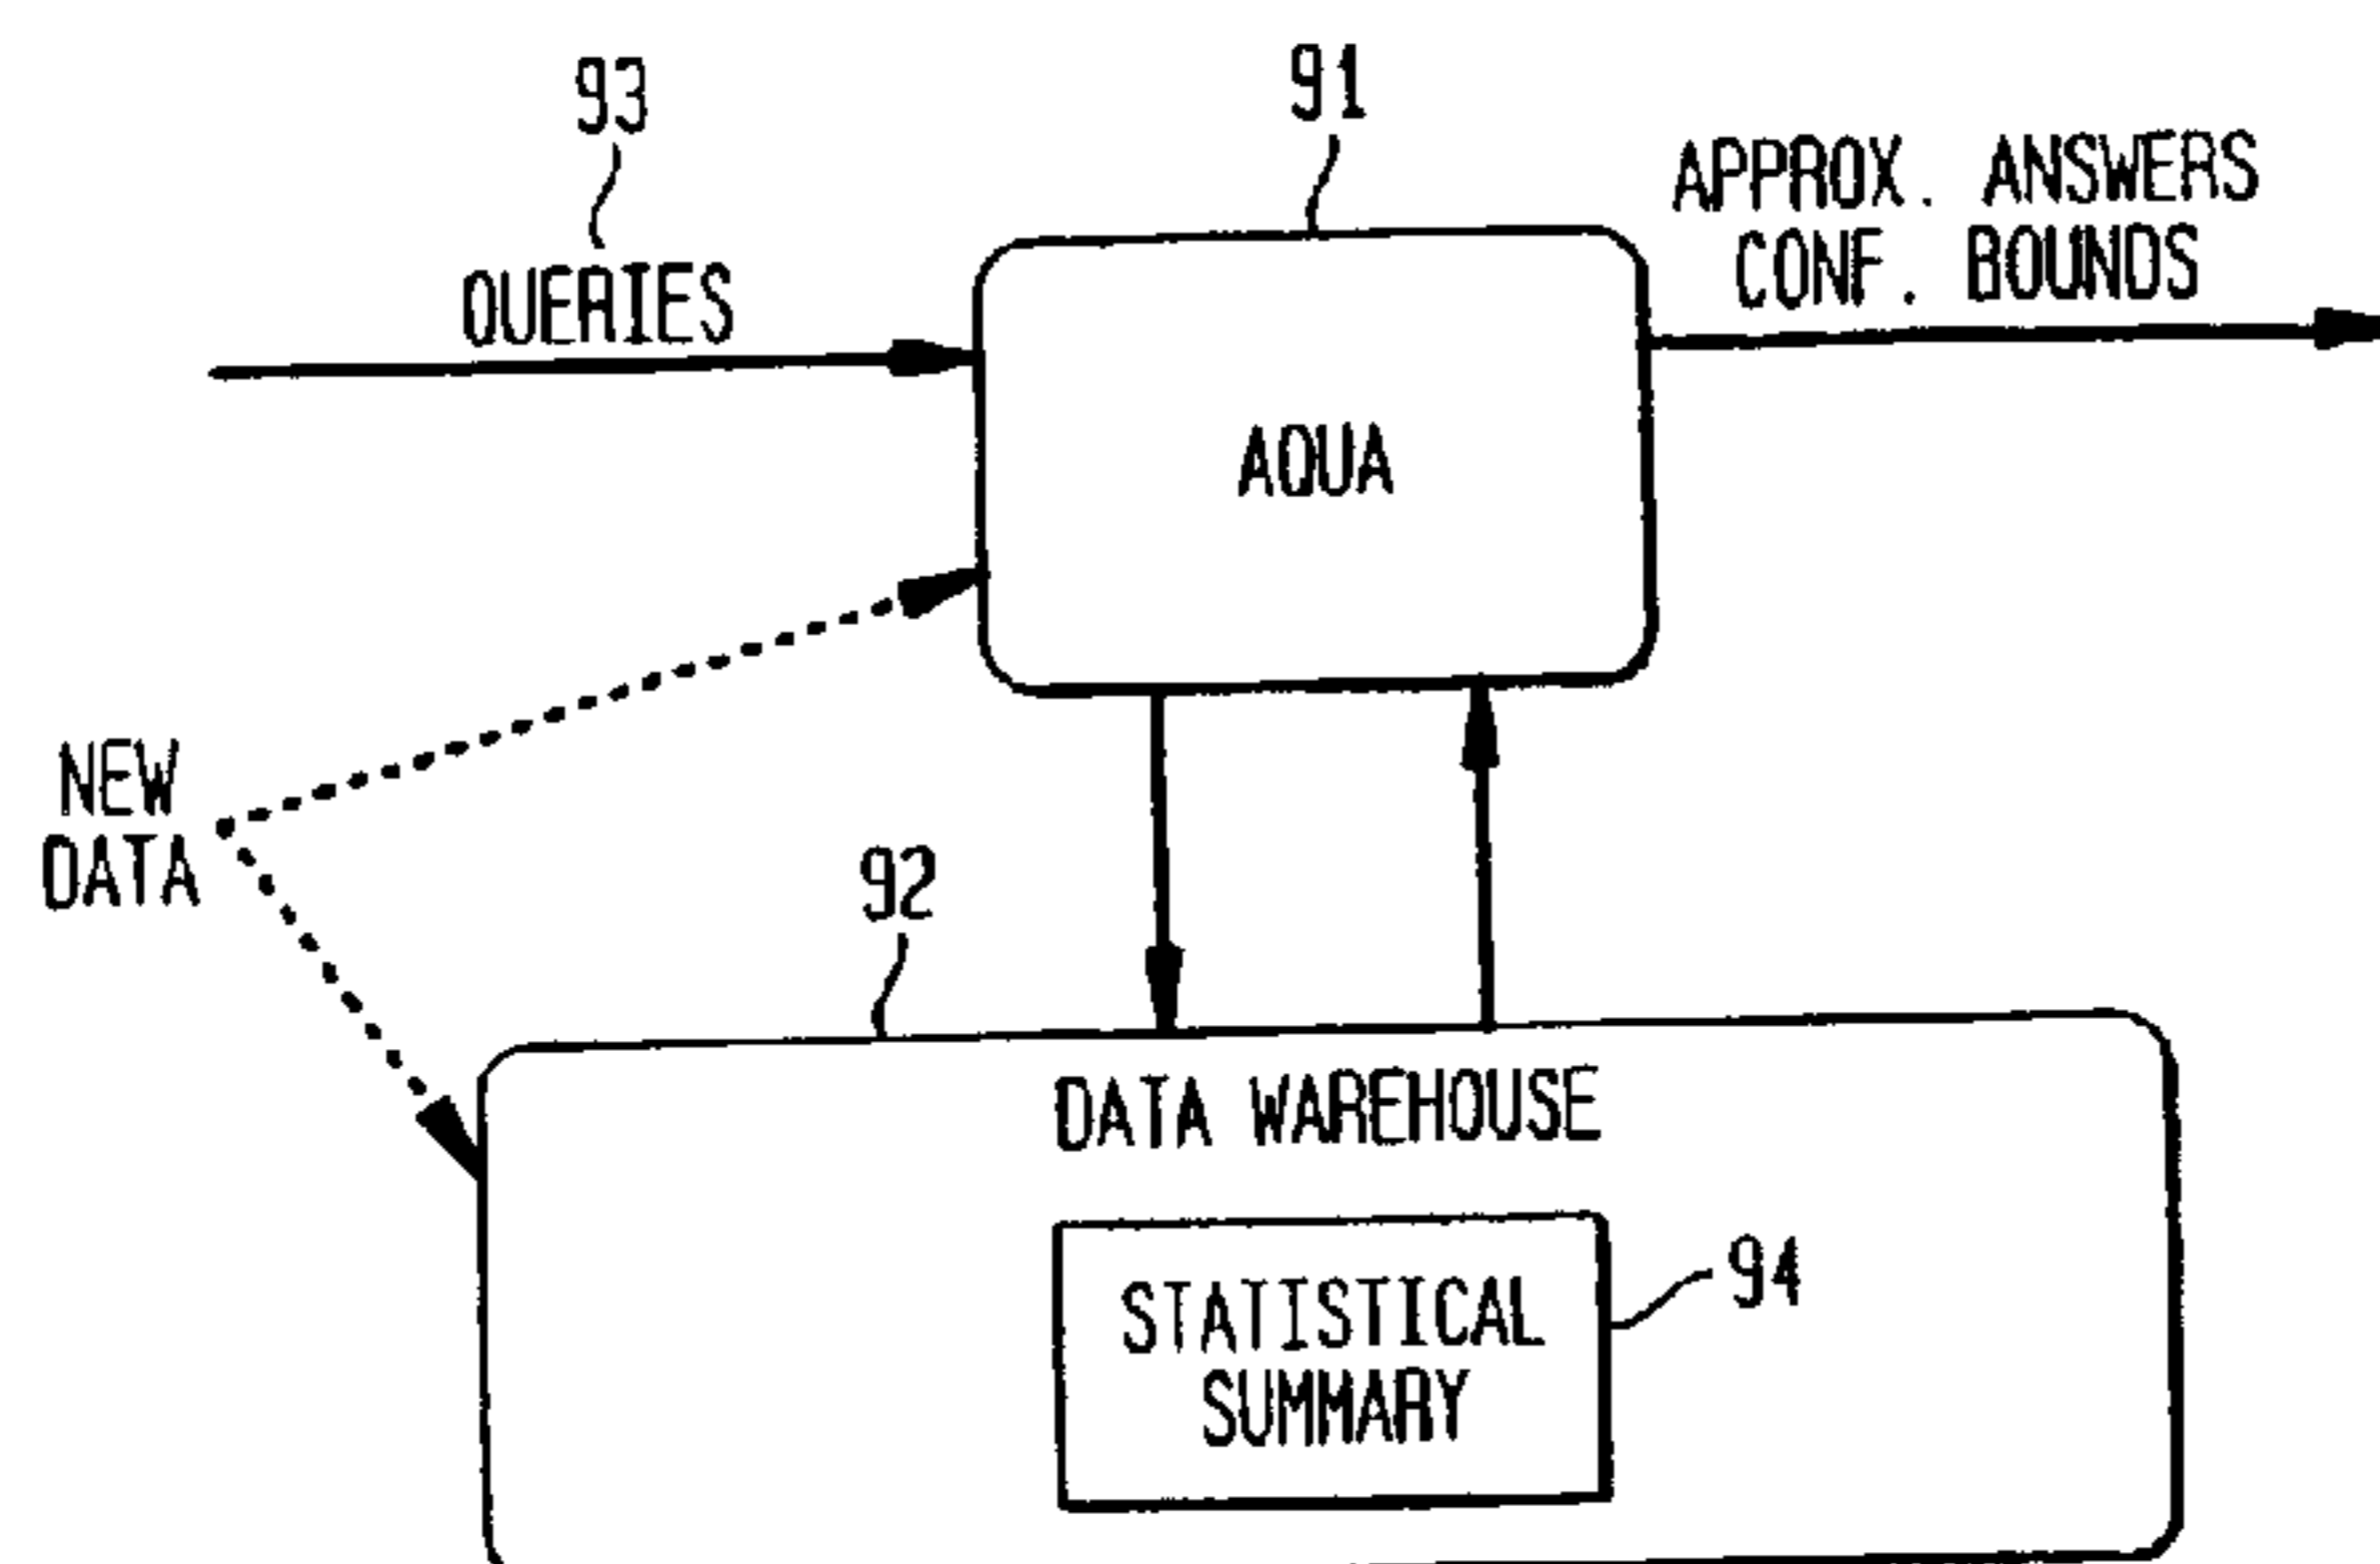 93
91
APPROX. ANSWERS
CONF. BOUNDS
QUERIES
AQUA
NEW
DATA
92
DATA WAREHOUSE
94
STATISTICAL
SUMMARY